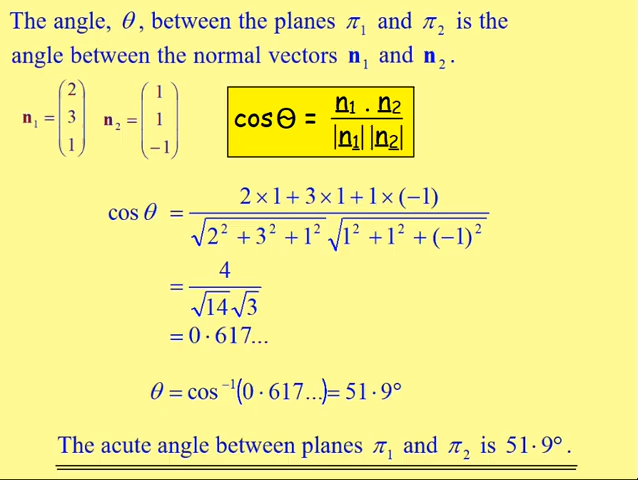 The angle, θ, between the planes π₁ and π₂ is the
angle between the normal vectors n₁ and n₂.
n₁ = (2 3 1) n₂ = (1 1 −1)
cos Θ = n₁ . n₂ / |n₁| |n₂|
cos θ = 2×1+3×1+1×(−1) / √(2² + 3² + 1²) √(1² + 1² + (−1)²)
= 4 / √14 √3
= 0·617...
θ = cos⁻¹(0·617...) = 51·9°
The acute angle between planes π₁ and π₂ is 51·9°.